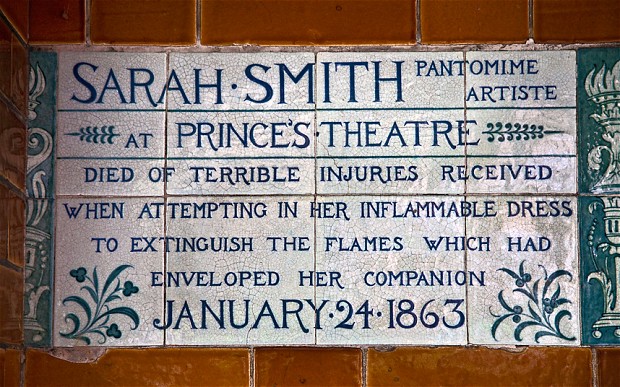 SARAH·SMITH PANTOMIME ARTISTE
AT PRINCE'S·THEATRE
DIED OF TERRIBLE INJURIES RECEIVED
WHEN ATTEMPTING IN HER INFLAMMABLE DRESS
TO EXTINGUISH THE FLAMES WHICH HAD
ENVELOPED HER COMPANION
JANUARY·24·1863